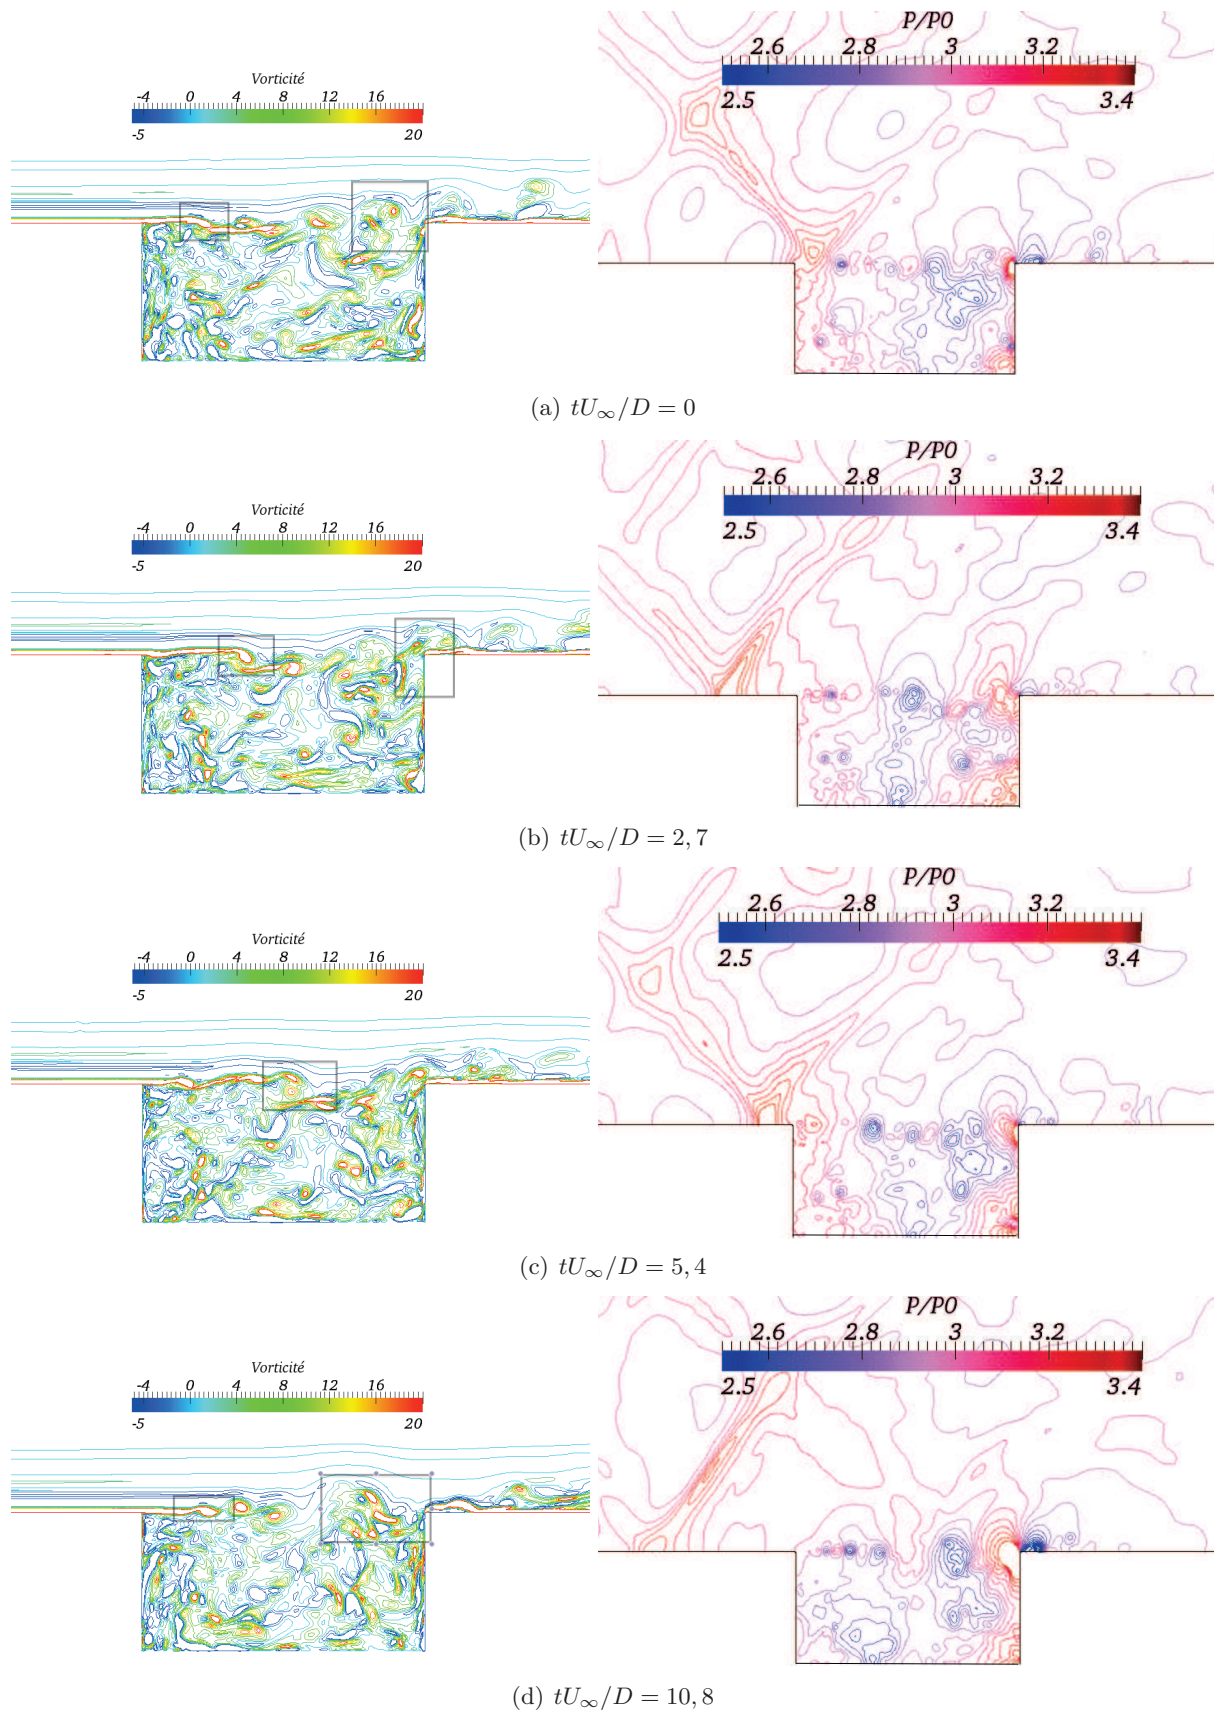 Vorticité
-4 0 4 8 12 16
-5 20
P/P0
2.6 2.8 3 3.2
2.5 3.4
(a) tU∞/D = 0
Vorticité
-4 0 4 8 12 16
-5 20
P/P0
2.6 2.8 3 3.2
2.5 3.4
(b) tU∞/D = 2, 7
Vorticité
-4 0 4 8 12 16
-5 20
P/P0
2.6 2.8 3 3.2
2.5 3.4
(c) tU∞/D = 5, 4
Vorticité
-4 0 4 8 12 16
-5 20
P/P0
2.6 2.8 3 3.2
2.5 3.4
(d) tU∞/D = 10, 8